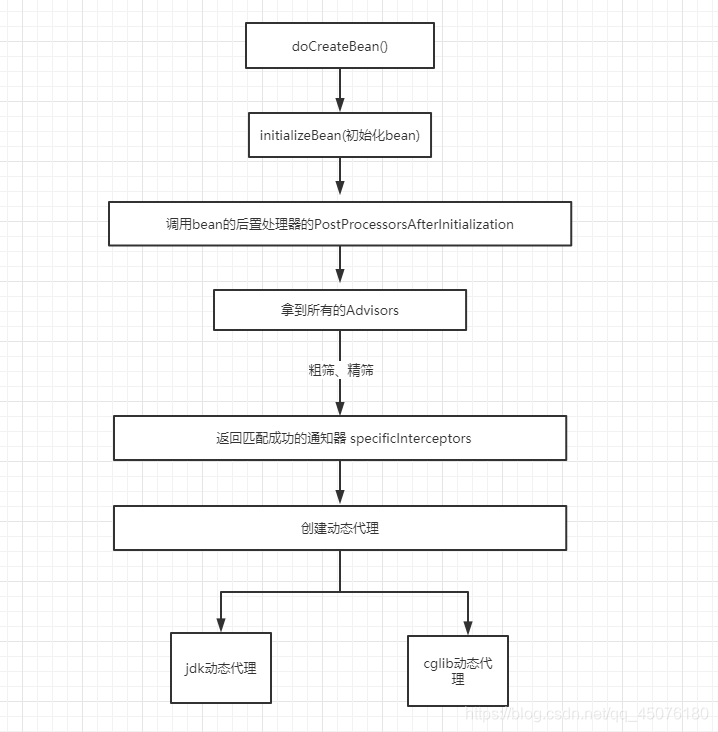 doCreateBean()
initializeBean(初始化bean)
调用bean的后置处理器的PostProcessorsAfterInitialization
拿到所有的Advisors
粗筛、精筛
返回匹配成功的通知器 specificInterceptors
创建动态代理
jdk动态代理
cglib动态代
理
https://blog.csdn.net/qq_45076180